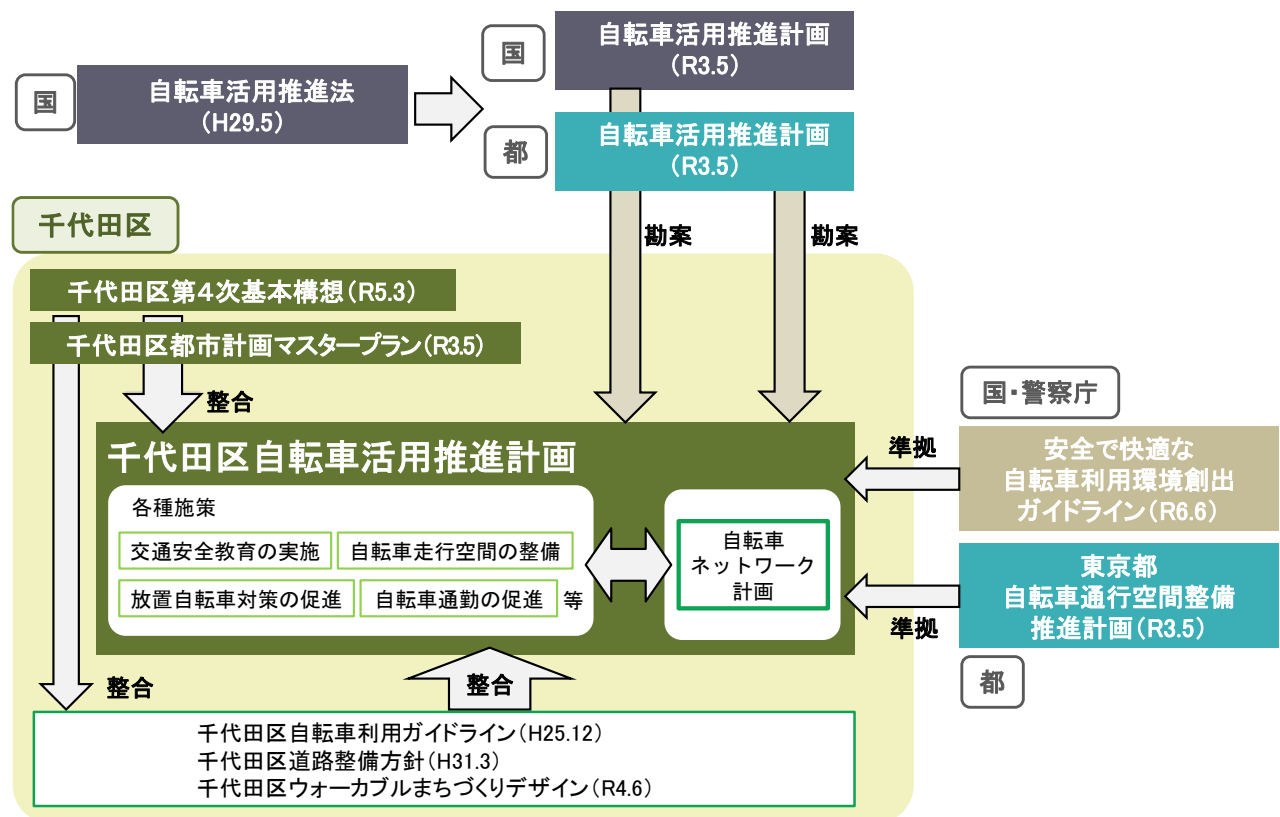 国
自転車活用推進法
(H29.5)
国
自転車活用推進計画
(R3.5)
都
自転車活用推進計画
(R3.5)
勘案
勘案
千代田区
千代田区第4次基本構想(R5.3)
千代田区都市計画マスタープラン(R3.5)
整合
千代田区自転車活用推進計画
各種施策
交通安全教育の実施
自転車走行空間の整備
放置自転車対策の促進
自転車通勤の促進
等
自転車
ネットワーク
計画
国・警察庁
準拠
安全で快適な
自転車利用環境創出
ガイドライン(R6.6)
準拠
東京都
自転車通行空間整備
推進計画(R3.5)
都
整合
整合
千代田区自転車利用ガイドライン(H25.12)
千代田区道路整備方針(H31.3)
千代田区ウォーカブルまちづくりデザイン(R4.6)